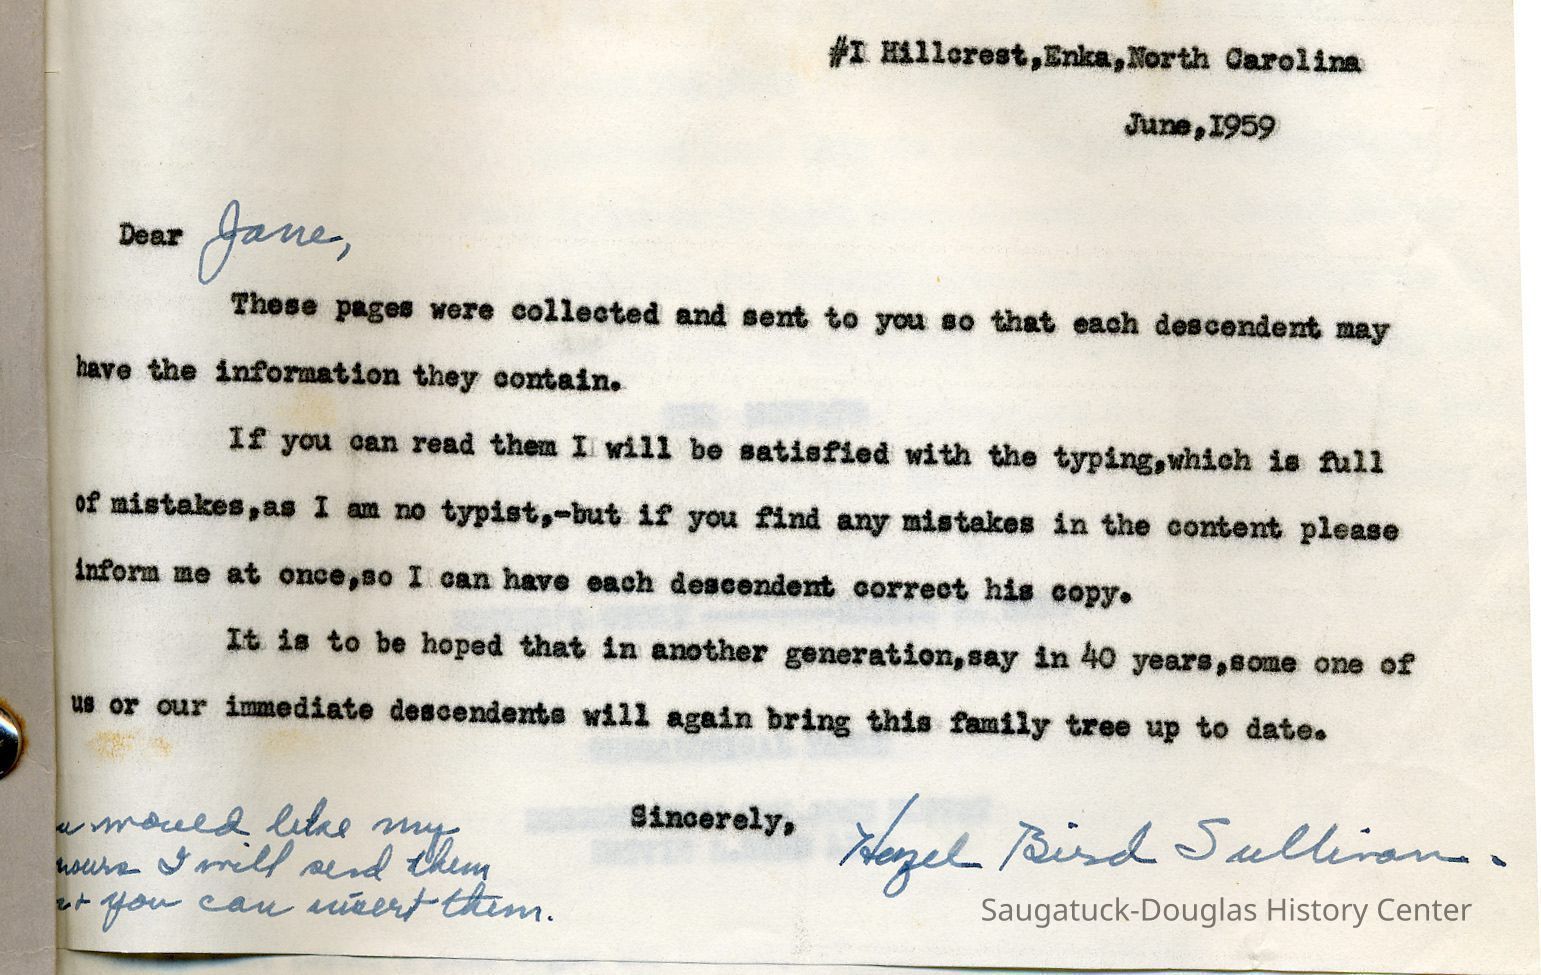 #I Hillcrest,Enka,North Carolina
June,1959
Dear Jane,
These pages were collected and sent to you so that each descendent may
have the information they contain.
If you can read them I will be satisfied with the typing,which is full
of mistakes,as I am no typist,-but if you find any mistakes in the content please
inform me at once,so I can have each descendent correct his copy.
It is to be hoped that in another generation,say in 40 years,some one of
us or our immediate descendents will again bring this family tree up to date.
Sincerely,
Hazel Bird Sullivan.
would like my
I will send them
you can insert them.
Saugatuck-Douglas History Center